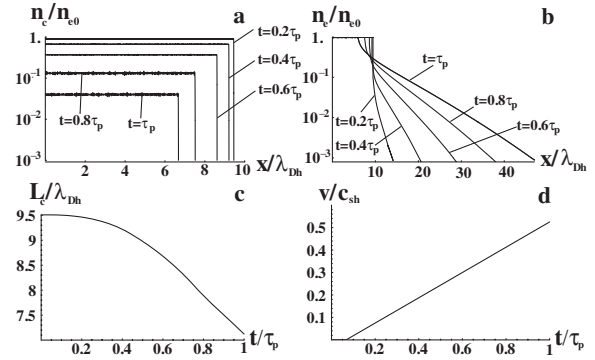 n_c/n_e0 a
1.
10^-1
10^-2
10^-3
t=0.2τ_p
t=0.4τ_p
t=0.6τ_p
t=0.8τ_p
t=τ_p
2 4 6 8 10
x/λ_Dh
n_e/n_e0 b
1.
10^-1
10^-2
10^-3
t=τ_p
t=0.8τ_p
t=0.2τ_p
t=0.6τ_p
t=0.4τ_p
10 20 30 40
x/λ_Dh
L_c/λ_Dh c
9.5
9.0
8.5
8.0
7.5
0.2 0.4 0.6 0.8 1
t/τ_p
v/c_sh d
0.5
0.4
0.3
0.2
0.1
0.2 0.4 0.6 0.8 1
t/τ_p